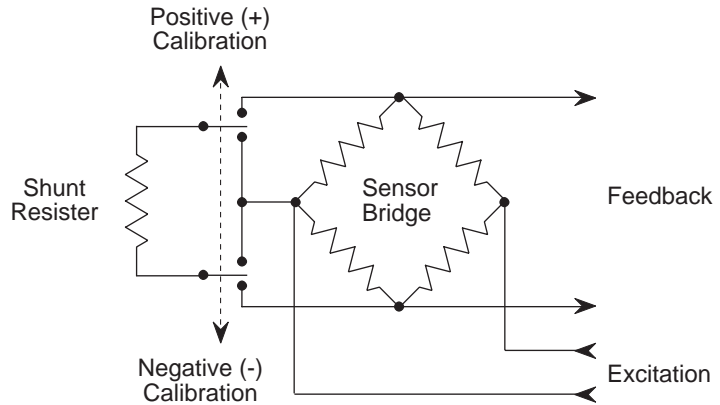 Positive (+)
Calibration
Shunt
Resister
Sensor
Bridge
Feedback
Negative (-)
Calibration
Excitation